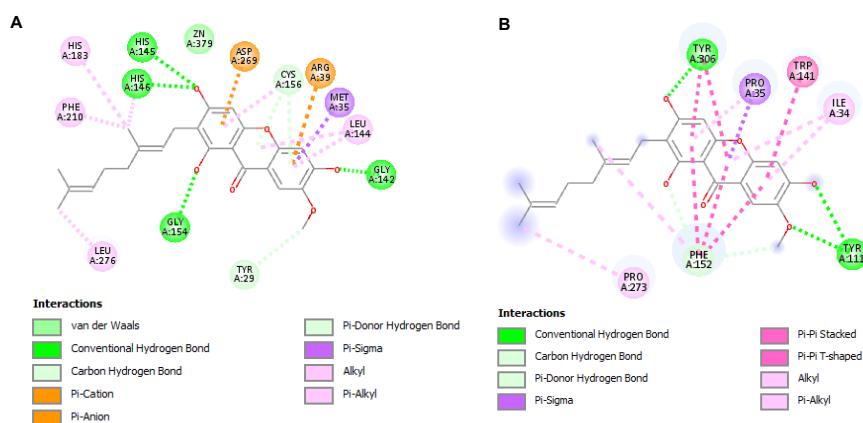 A
HIS
A:183
HIS
A:145
ZN
A:379
HIS
A:146
ASP
A:269
CYS
A:156
ARG
A:39
MET
A:35
PHE
A:210
LEU
A:144
O
O
O
O
O
O
GLY
A:142
GLY
A:154
LEU
A:276
TYR
A:29
Interactions
van der Waals
Conventional Hydrogen Bond
Carbon Hydrogen Bond
Pi-Cation
Pi-Anion
Pi-Donor Hydrogen Bond
Pi-Sigma
Alkyl
Pi-Alkyl
B
TYR
A:306
PRO
A:35
TRP
A:141
ILE
A:34
O
O
O
O
O
O
TYR
A:111
PHE
A:152
PRO
A:273
Interactions
Conventional Hydrogen Bond
Carbon Hydrogen Bond
Pi-Donor Hydrogen Bond
Pi-Sigma
Pi-Pi Stacked
Pi-Pi T-shaped
Alkyl
Pi-Alkyl